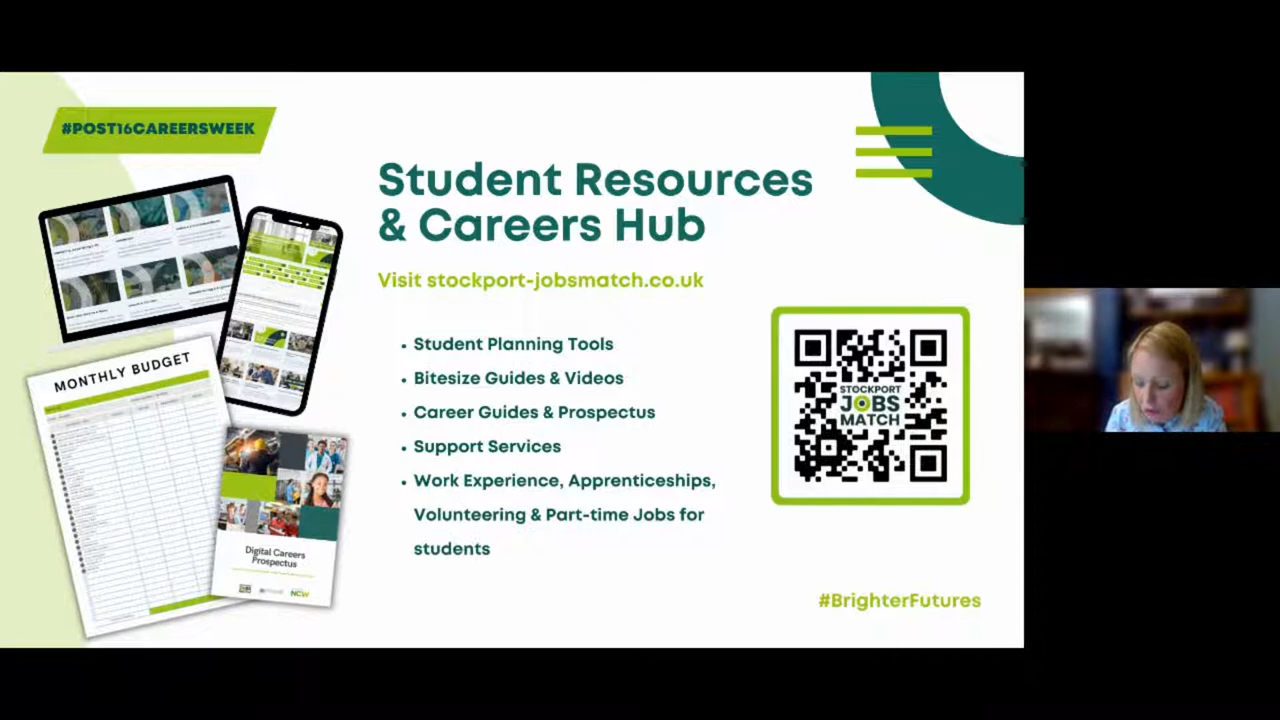 #POST16CAREERSWEEK
Student Resources
& Careers Hub
Visit stockport-jobsmatch.co.uk
• Student Planning Tools
• Bitesize Guides & Videos
• Career Guides & Prospectus
• Support Services
• Work Experience, Apprenticeships,
Volunteering & Part-time Jobs for
students
STOCKPORT
JOBS
MATCH
MONTHLY BUDGET
Digital Careers
Prospectus
NCW
#BrighterFutures